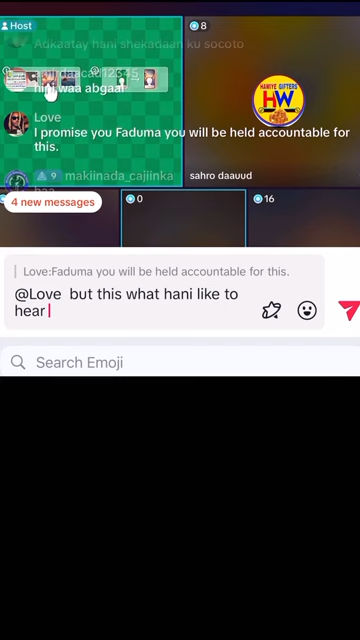 Host
8
Adkaatay hani shekadaan ku socoto
daacad12345
hini waa abgaal
HAWIYE GIFTERS
HW
Love
I promise you Faduma you will be held accountable for
this.
9 makiinada_cajiinka
haa
sahro daauud
4 new messages
0
16
Love:Faduma you will be held accountable for this.
@Love but this what hani like to
hear
Search Emoji